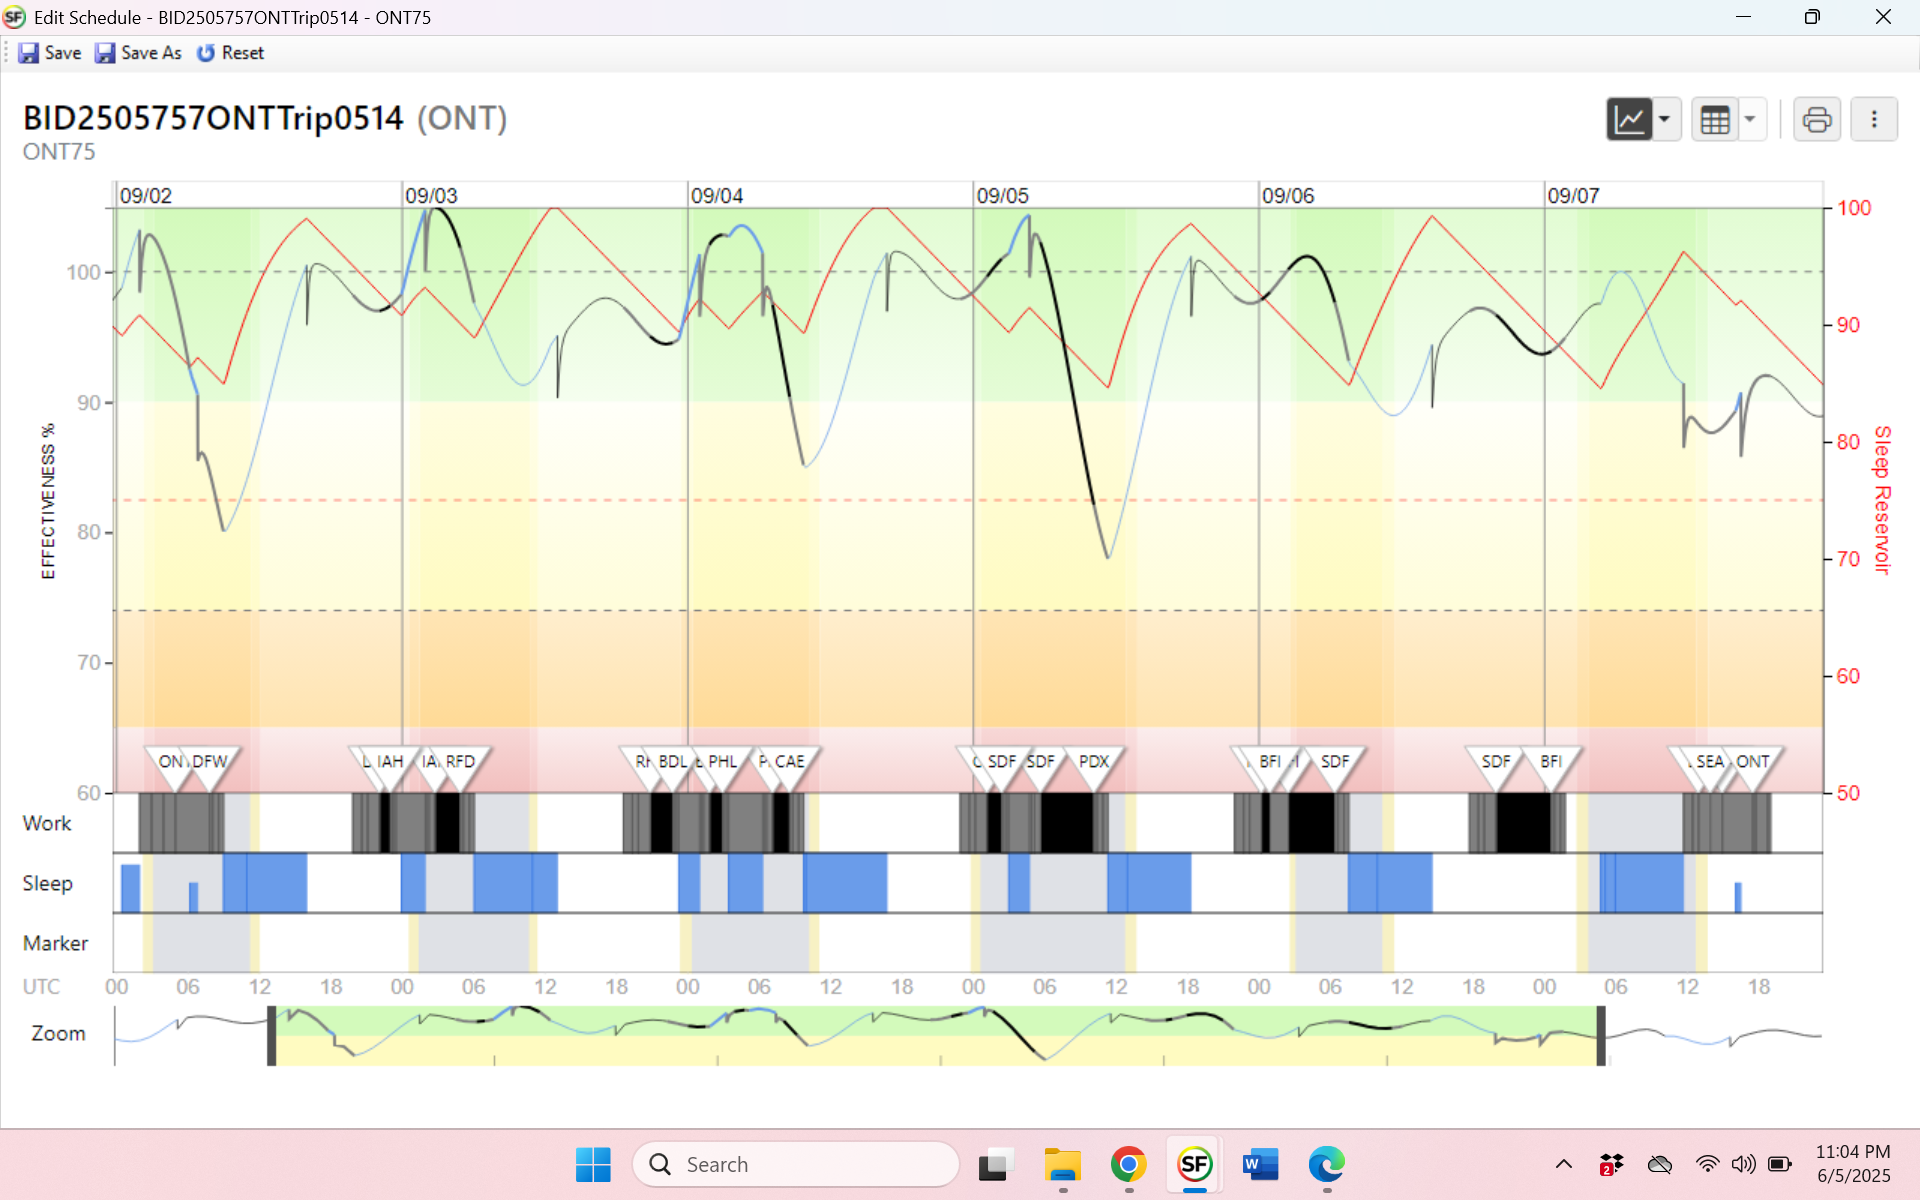 SF Edit Schedule - BID2505757ONTTrip0514 - ONT75
Save Save As Reset
BID2505757ONTTrip0514 (ONT)
ONT75
09/02 09/03 09/04 09/05 09/06 09/07
100
90
80
70
60
EFFECTIVENESS %
100
90
80
70
60
50
Sleep Reservoir
DFW IAH RFD BDL PHL CAE SDF SDF PDX BFI SDF SDF BFI SEA ONT
Work
Sleep
Marker
UTC 00 06 12 18 00 06 12 18 00 06 12 18 00 06 12 18 00 06 12 18 00 06 12 18
Zoom
Search
SF
W
2
11:04 PM
6/5/2025